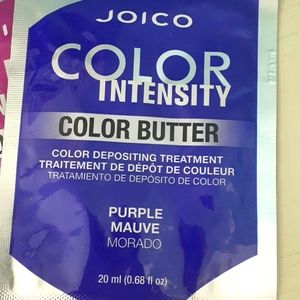 JOICO
COLOR
INTENSITY
COLOR BUTTER
COLOR DEPOSITING TREATMENT
TRAITEMENT DE DÉPÔT DE COULEUR
TRATAMIENTO DE DEPÓSITO DE COLOR
PURPLE
MAUVE
MORADO
20 ml (0.68 fl oz)